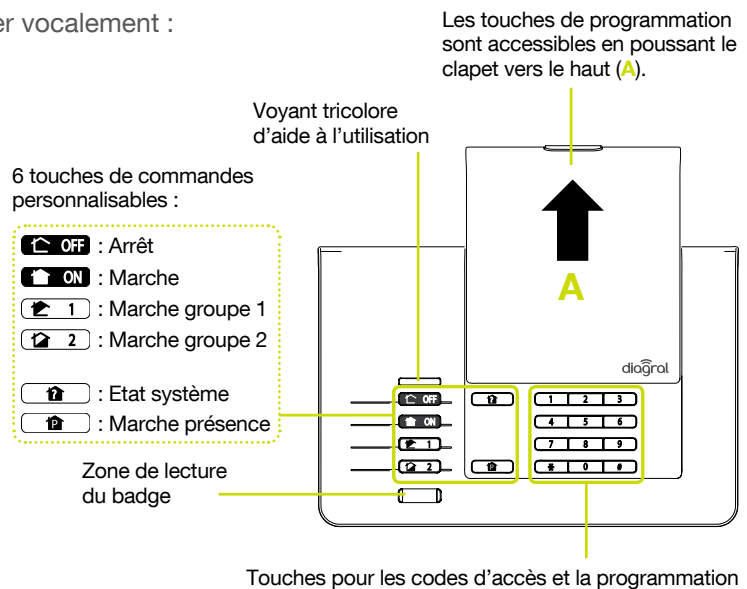 er vocalement :
Les touches de programmation
sont accessibles en poussant le
clapet vers le haut (A).
Voyant tricolore
d'aide à l'utilisation
6 touches de commandes
personnalisables :
OFF : Arrêt
ON : Marche
1 : Marche groupe 1
2 : Marche groupe 2
? : Etat système
P : Marche présence
A
diagral
OFF ? 1 2 3
ON 4 5 6
1 7 8 9
2 P * 0 #
Zone de lecture
du badge
Touches pour les codes d'accès et la programmation